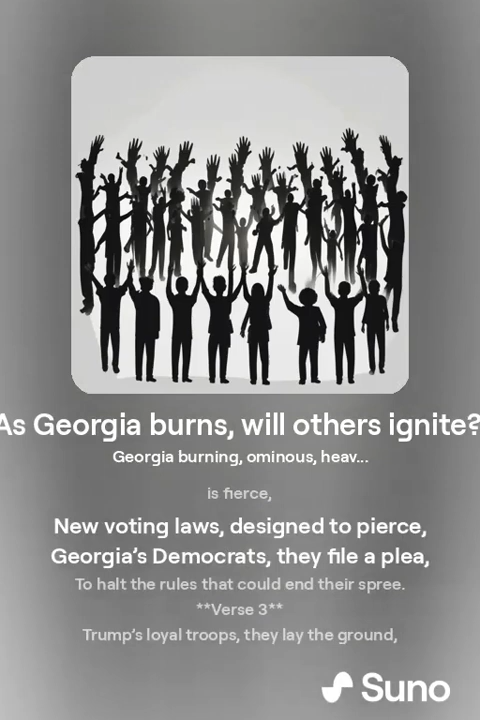 As Georgia burns, will others ignite?
Georgia burning, ominous, heav...
is fierce,
New voting laws, designed to pierce,
Georgia's Democrats, they file a plea,
To halt the rules that could end their spree.
**Verse 3**
Trump's loyal troops, they lay the ground,
Suno